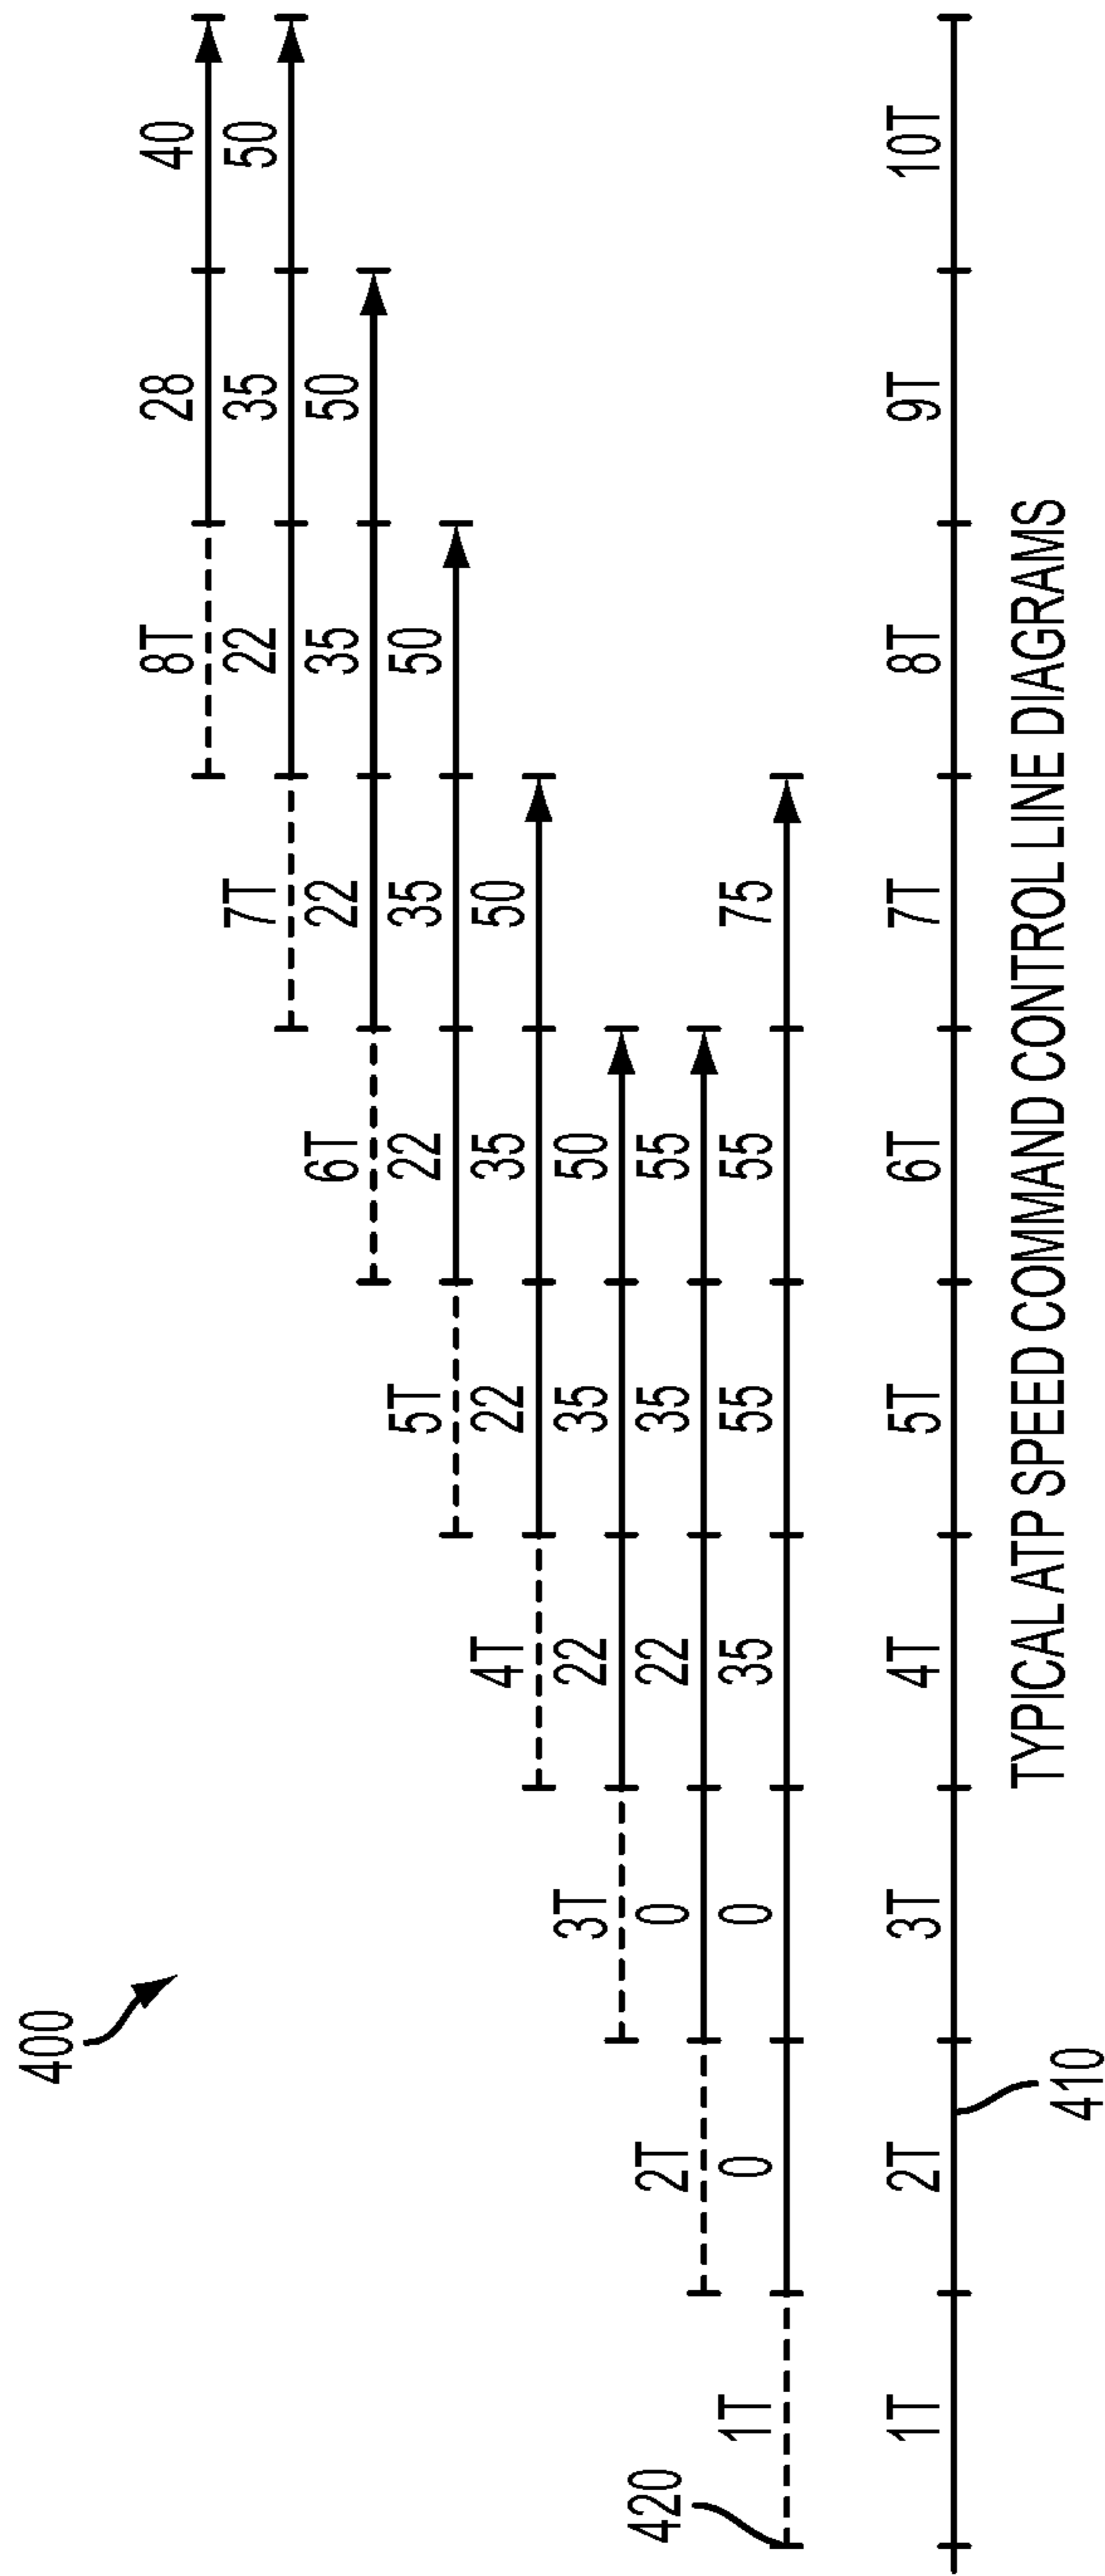 400
8T 28 40
7T 22 35 50
6T 22 35 50
5T 22 35 50
4T 22 35 50
3T 22 35 50
2T 0 22 35 55
420
1T 0 0 35 55 55 75
1T 2T 3T 4T 5T 6T 7T 8T 9T 10T
410
TYPICAL ATP SPEED COMMAND CONTROL LINE DIAGRAMS